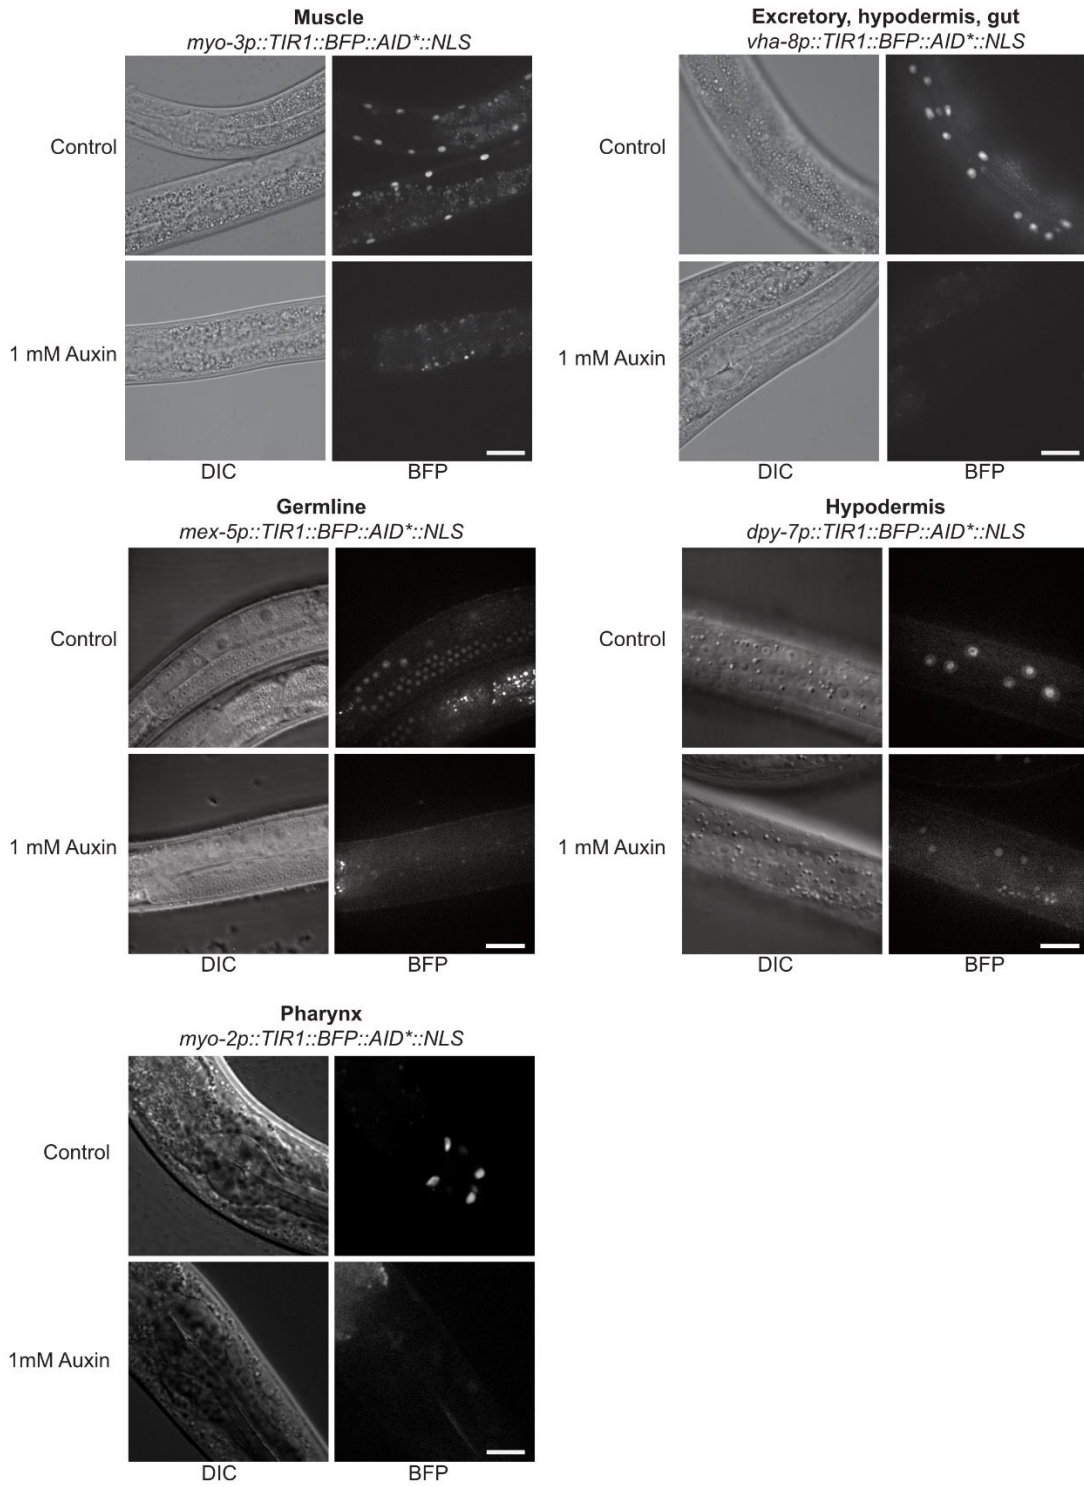 Muscle
myo-3p::TIR1::BFP::AID*::NLS
Control
1 mM Auxin
DIC
BFP
Excretory, hypodermis, gut
vha-8p::TIR1::BFP::AID*::NLS
Control
1 mM Auxin
DIC
BFP
Germline
mex-5p::TIR1::BFP::AID*::NLS
Control
1 mM Auxin
DIC
BFP
Hypodermis
dpy-7p::TIR1::BFP::AID*::NLS
Control
1 mM Auxin
DIC
BFP
Pharynx
myo-2p::TIR1::BFP::AID*::NLS
Control
1mM Auxin
DIC
BFP